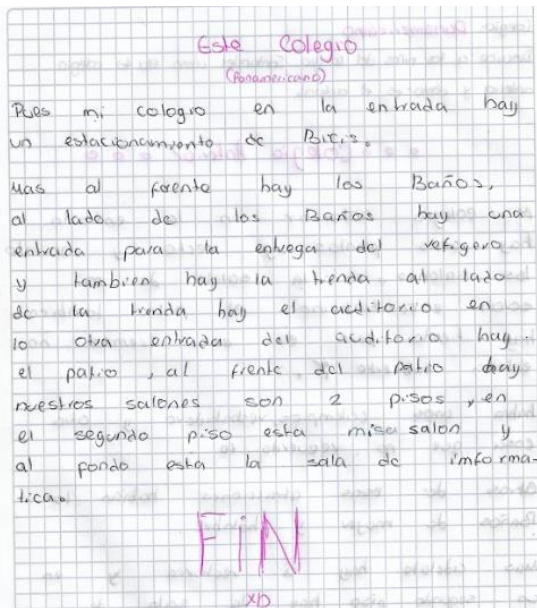 Este Colegio
(Panamericano)
Pues mi cologio en la entrada hay
un estacionamiento de Bicis.
Mas al frente hay los Baños,
al lado de los Baños hay una
entrada, para la entrega del refigero
y tambien hay la tienda, al lado
de la tienda hay el auditorio en
lo otra entrada del auditorio hay.
el patio, al frente del patio hay
nuestros salones son 2 pisos, en
el segundo piso esta salon y
al fondo esta la sala de imforma-
tica.
FIN
XD